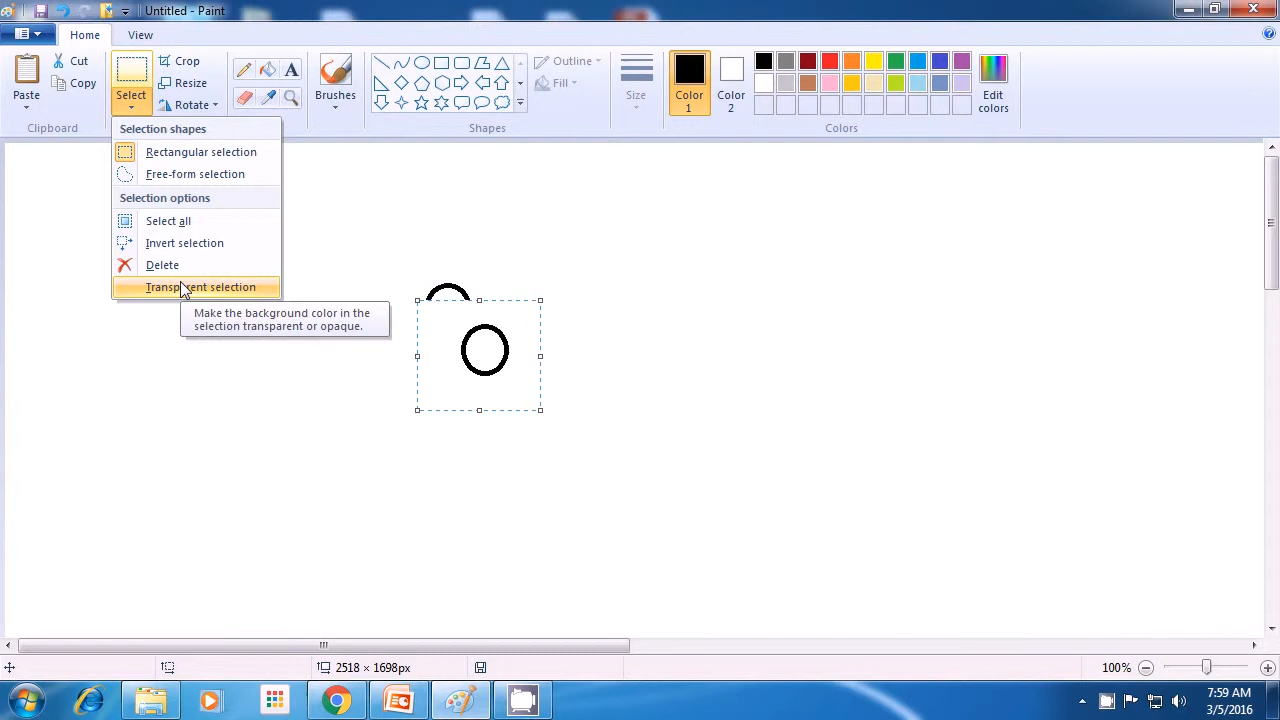 Untitled - Paint
Home View
Paste
Cut
Copy
Clipboard
Select
Crop
Resize
Rotate
Brushes
Shapes
Outline
Fill
Size
Color 1
Color 2
Edit colors
Colors
Selection shapes
Rectangular selection
Free-form selection
Selection options
Select all
Invert selection
Delete
Transparent selection
Make the background color in the
selection transparent or opaque.
2518 × 1698px
100%
7:59 AM
3/5/2016